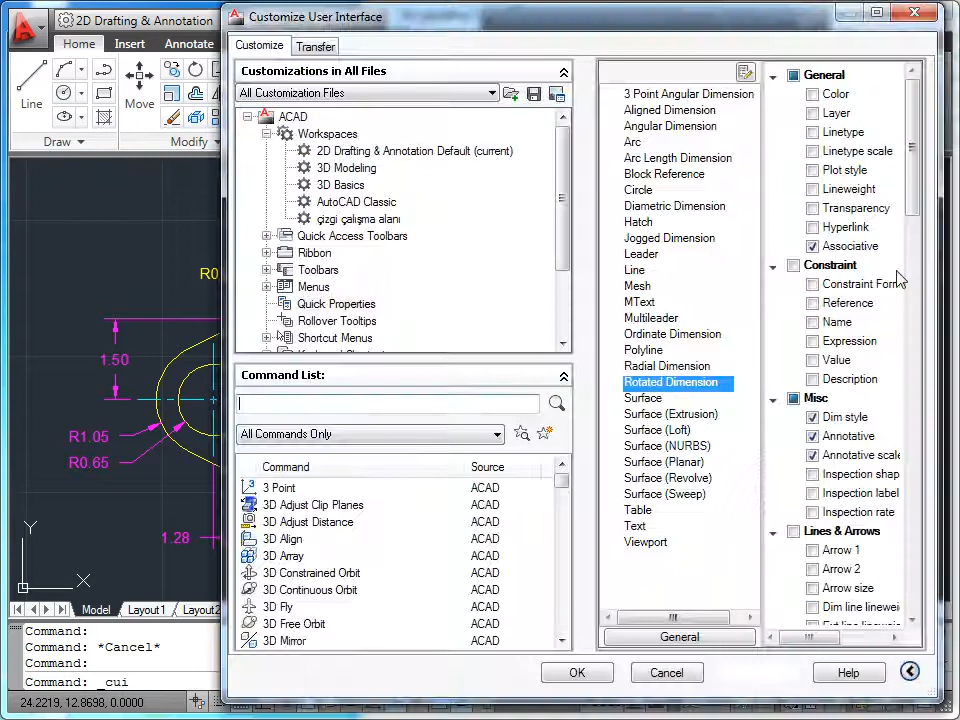 2D Drafting & Annotation
Home
Insert
Annotate
Line
Move
Draw
Modify
R0
1.50
R1.05
R0.65
1.28
Y
X
Model
Layout1
Layout2
Command:
Command: *Cancel*
Command:
Command: _cui
24.2219, 12.8698, 0.0000
Customize User Interface
Customize
Transfer
Customizations in All Files
All Customization Files
ACAD
Workspaces
2D Drafting & Annotation Default (current)
3D Modeling
3D Basics
AutoCAD Classic
çizgi çalışma alanı
Quick Access Toolbars
Ribbon
Toolbars
Menus
Quick Properties
Rollover Tooltips
Shortcut Menus
Command List:
All Commands Only
Command Source
3 Point ACAD
3D Adjust Clip Planes ACAD
3D Adjust Distance ACAD
3D Align ACAD
3D Array ACAD
3D Constrained Orbit ACAD
3D Continuous Orbit ACAD
3D Fly ACAD
3D Free Orbit ACAD
3D Mirror ACAD
3 Point Angular Dimension
Aligned Dimension
Angular Dimension
Arc
Arc Length Dimension
Block Reference
Circle
Diametric Dimension
Hatch
Jogged Dimension
Leader
Line
Mesh
MText
Multileader
Ordinate Dimension
Polyline
Radial Dimension
Rotated Dimension
Surface
Surface (Extrusion)
Surface (Loft)
Surface (NURBS)
Surface (Planar)
Surface (Revolve)
Surface (Sweep)
Table
Text
Viewport
General
General
Color
Layer
Linetype
Linetype scale
Plot style
Lineweight
Transparency
Hyperlink
Associative
Constraint
Constraint Forn
Reference
Name
Expression
Value
Description
Misc
Dim style
Annotative
Annotative scale
Inspection shap
Inspection label
Inspection rate
Lines & Arrows
Arrow 1
Arrow 2
Arrow size
Dim line linewei
OK
Cancel
Help